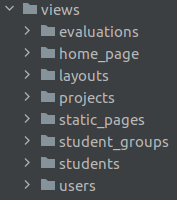 views
evaluations
home_page
layouts
projects
static_pages
student_groups
students
users